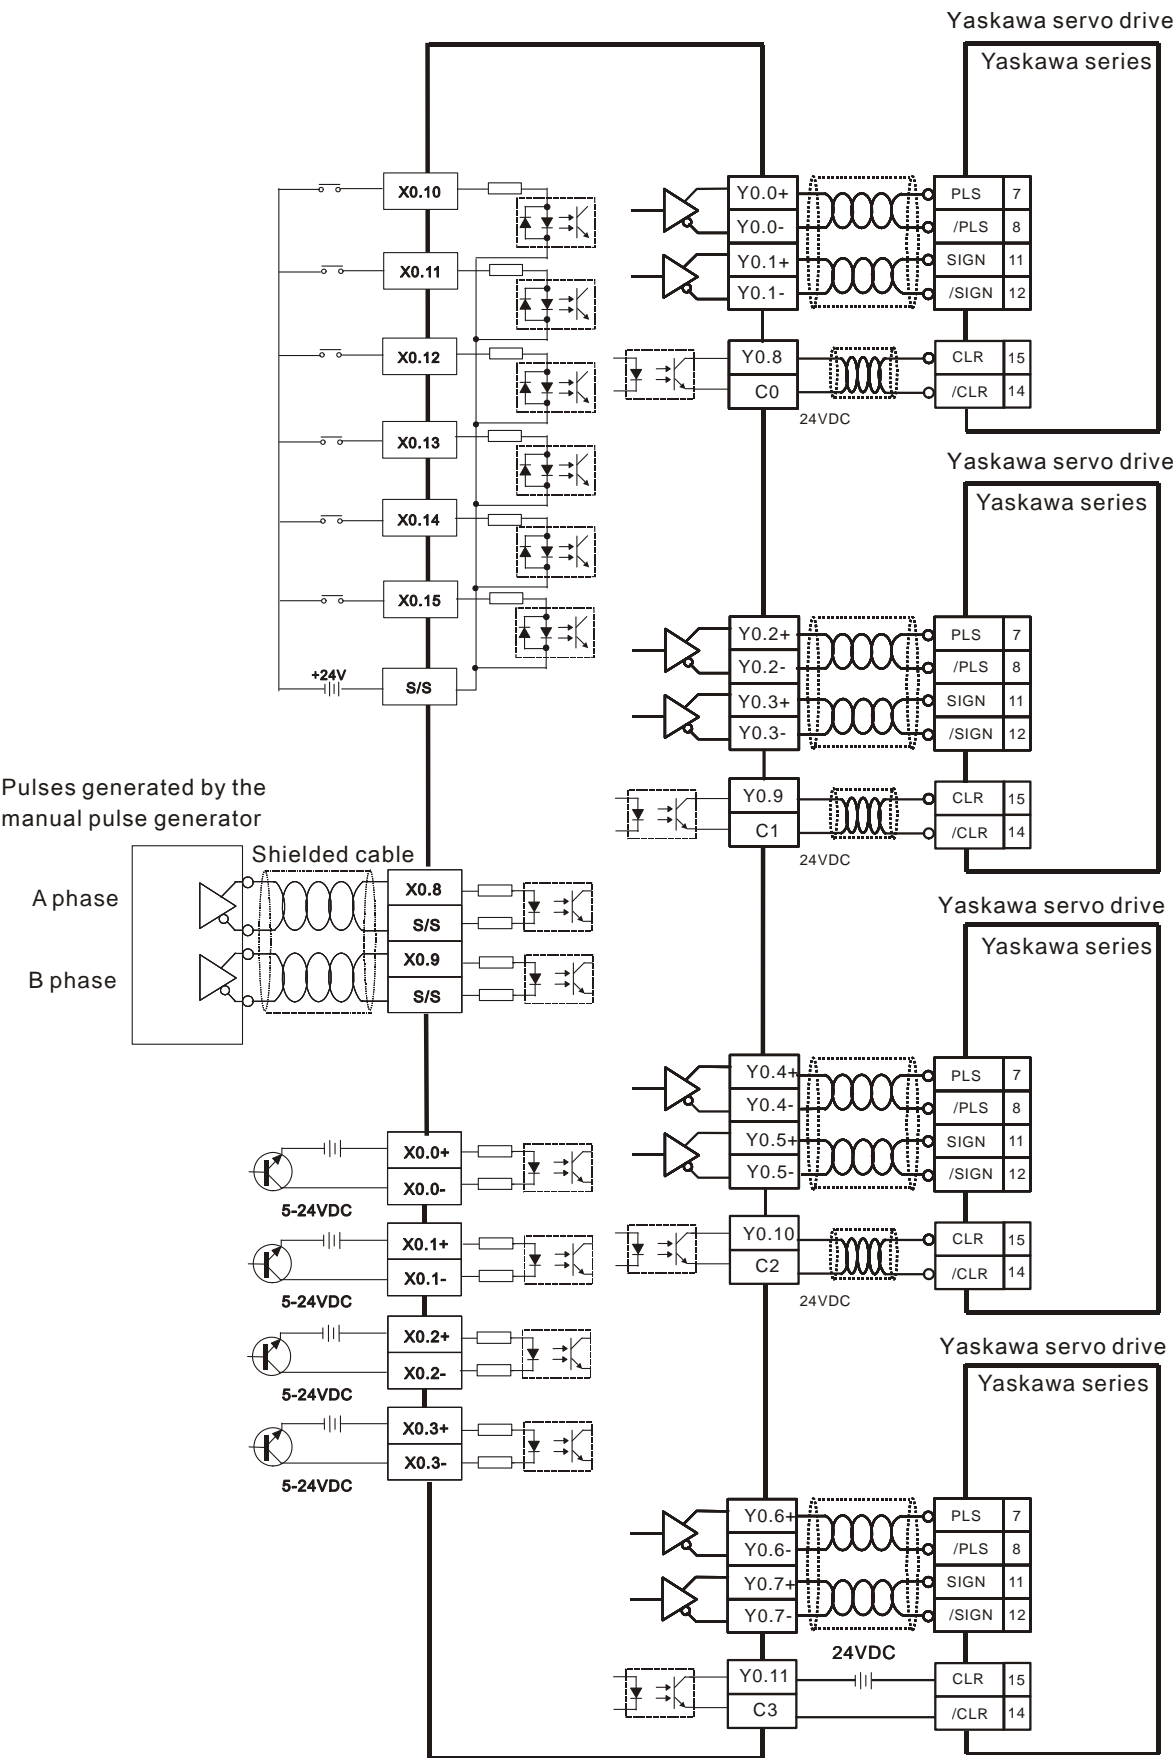 Yaskawa servo drive
Yaskawa series
X0.10
X0.11
X0.12
X0.13
X0.14
X0.15
+24V
S/S
Pulses generated by the
manual pulse generator
Shielded cable
A phase
B phase
X0.8
S/S
X0.9
S/S
X0.0+
X0.0-
5-24VDC
X0.1+
X0.1-
5-24VDC
X0.2+
X0.2-
5-24VDC
X0.3+
X0.3-
5-24VDC
Y0.0+ PLS 7
Y0.0- /PLS 8
Y0.1+ SIGN 11
Y0.1- /SIGN 12
Y0.8 CLR 15
C0 /CLR 14
24VDC
Yaskawa servo drive
Yaskawa series
Y0.2+ PLS 7
Y0.2- /PLS 8
Y0.3+ SIGN 11
Y0.3- /SIGN 12
Y0.9 CLR 15
C1 /CLR 14
24VDC
Yaskawa servo drive
Yaskawa series
Y0.4+ PLS 7
Y0.4- /PLS 8
Y0.5+ SIGN 11
Y0.5- /SIGN 12
Y0.10 CLR 15
C2 /CLR 14
24VDC
Yaskawa servo drive
Yaskawa series
Y0.6+ PLS 7
Y0.6- /PLS 8
Y0.7+ SIGN 11
Y0.7- /SIGN 12
24VDC
Y0.11 CLR 15
C3 /CLR 14